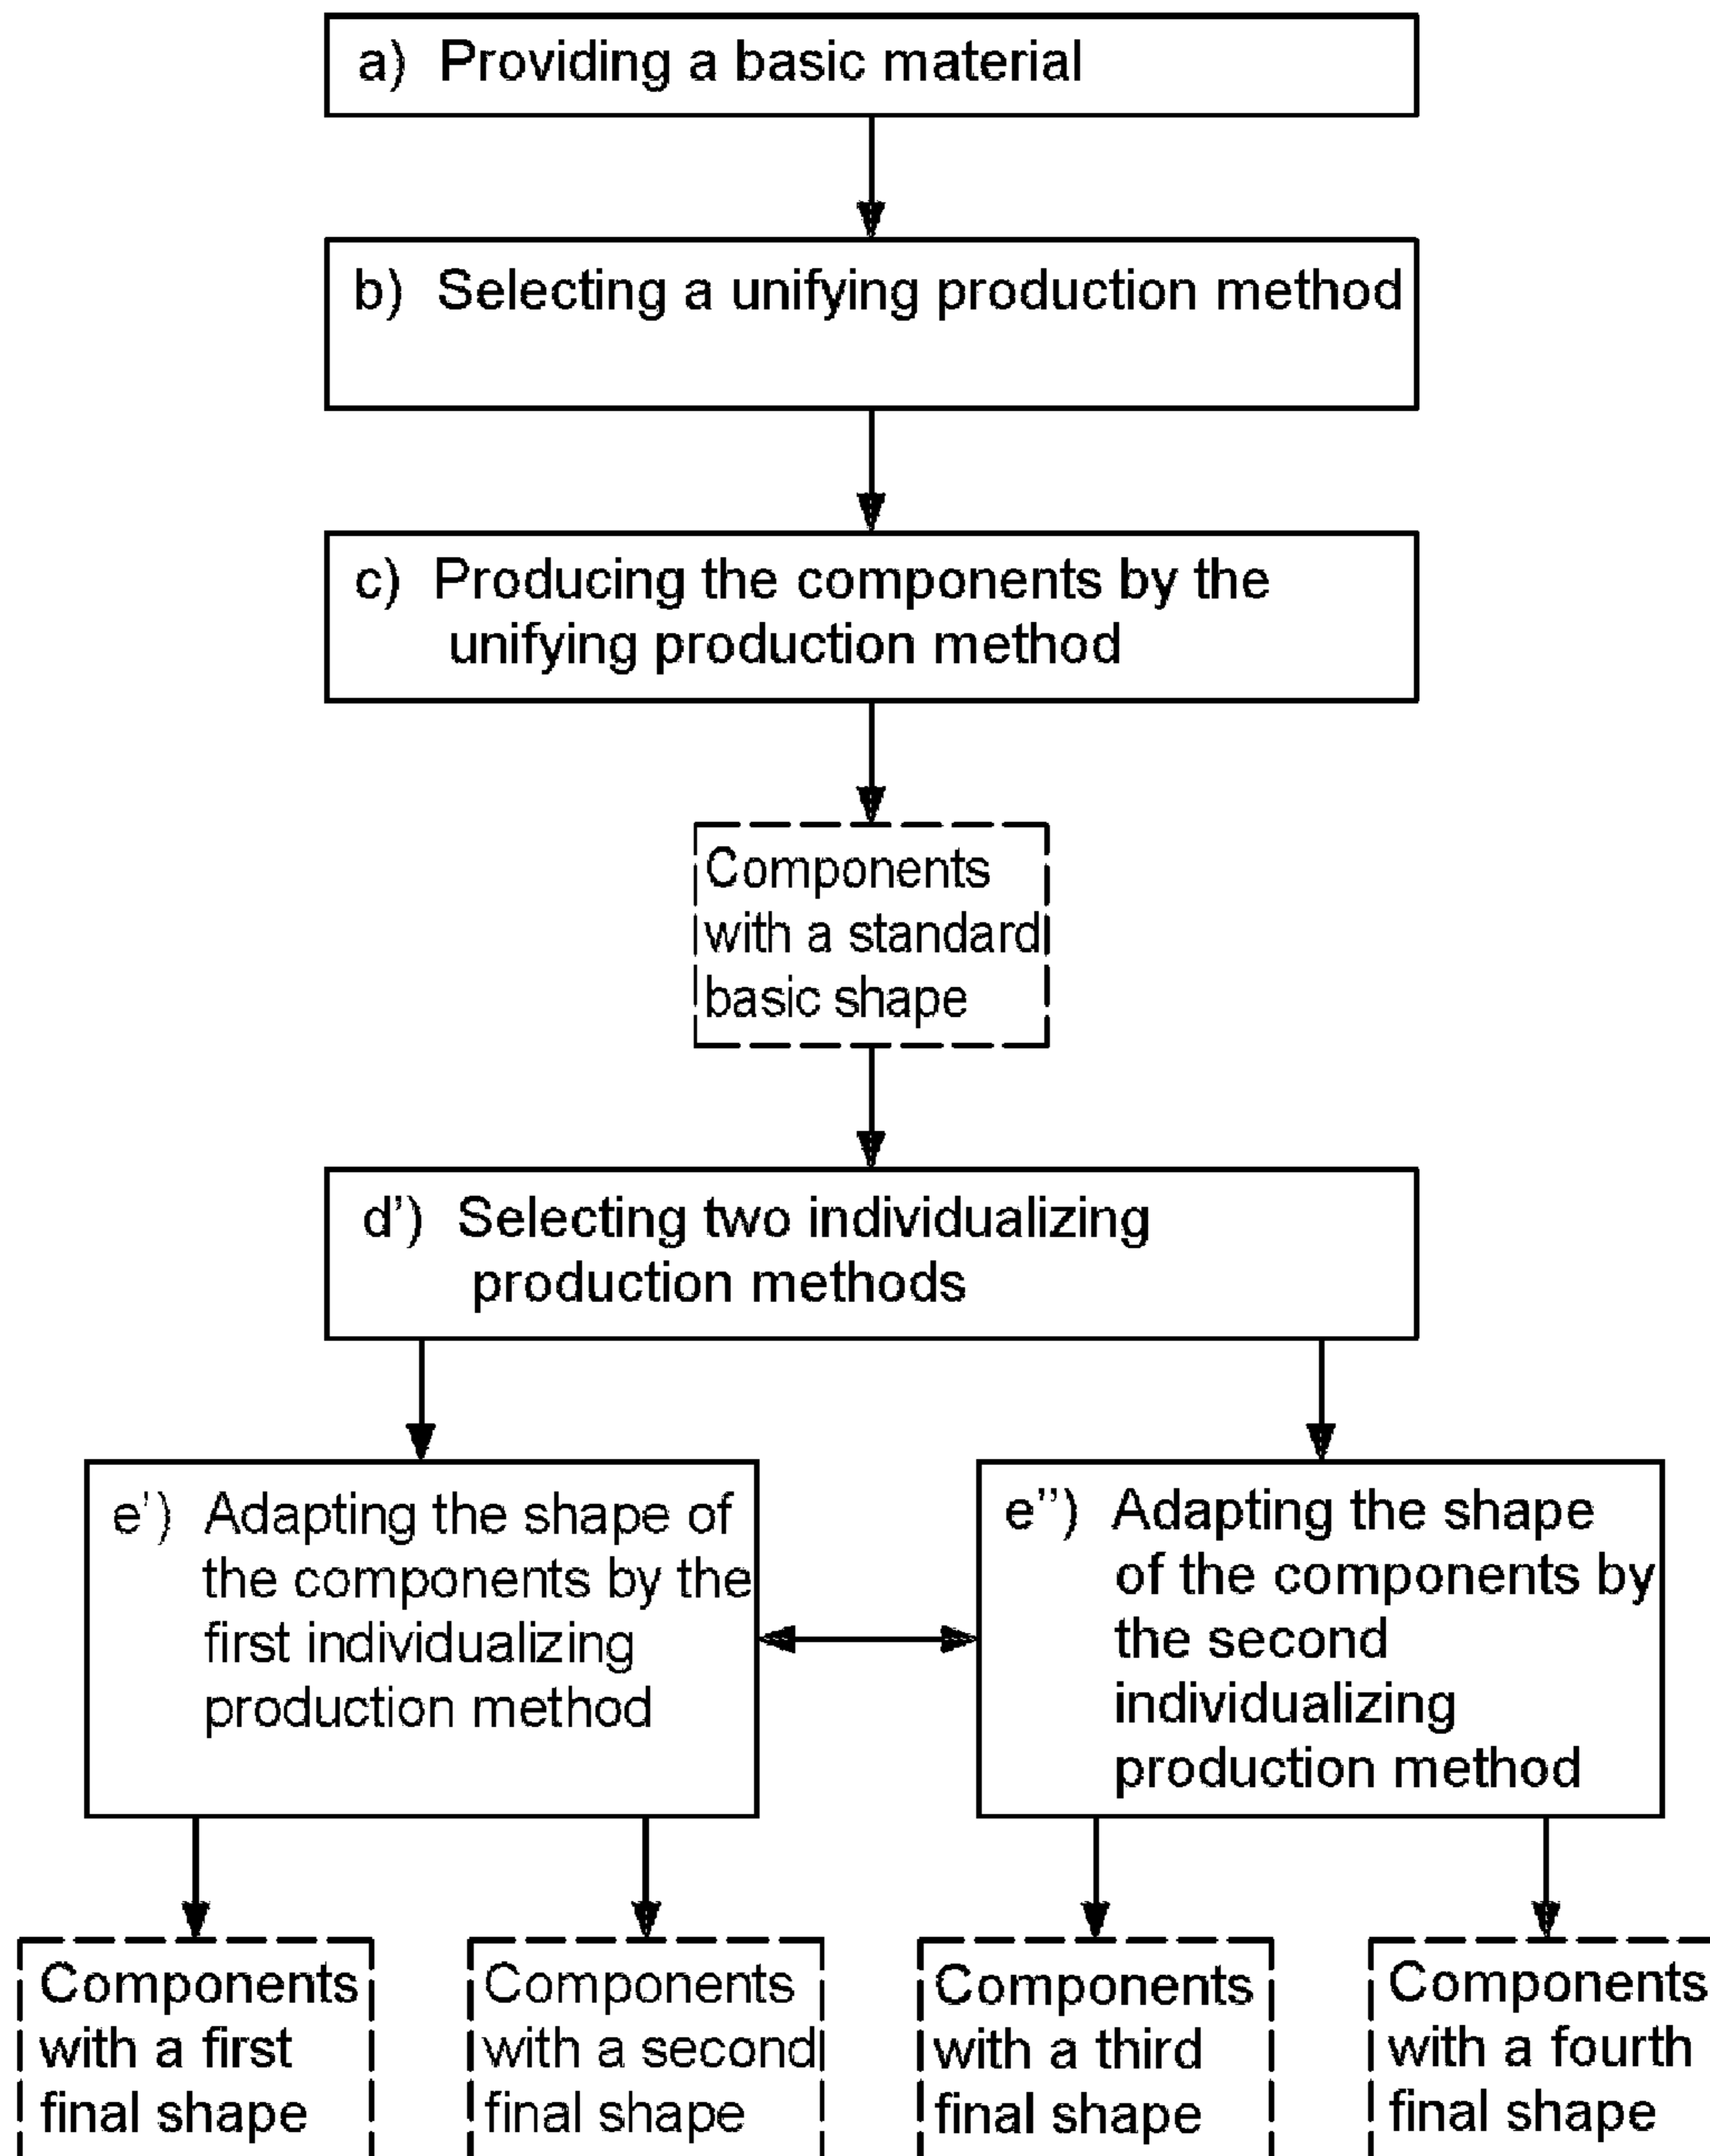 a) Providing a basic material
b) Selecting a unifying production method
c) Producing the components by the
unifying production method
Components
with a standard
basic shape
d’) Selecting two individualizing
production methods
e’) Adapting the shape of
the components by the
first individualizing
production method
e’’) Adapting the shape
of the components by
the second
individualizing
production method
Components
with a first
final shape
Components
with a second
final shape
Components
with a third
final shape
Components
with a fourth
final shape